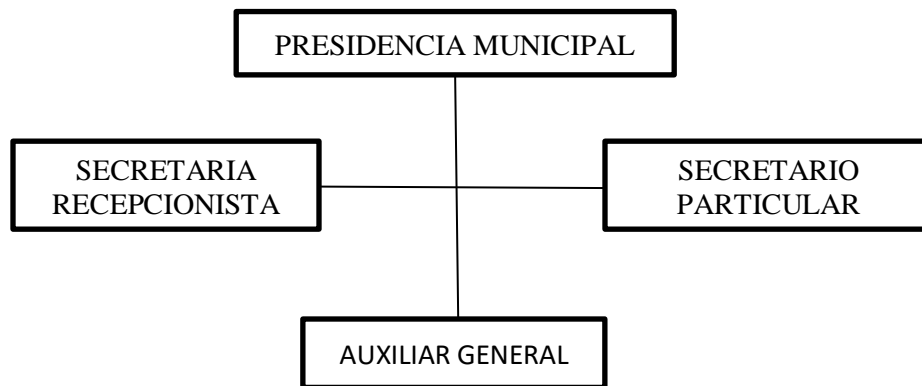 PRESIDENCIA MUNICIPAL
SECRETARIA
RECEPCIONISTA
SECRETARIO
PARTICULAR
AUXILIAR GENERAL